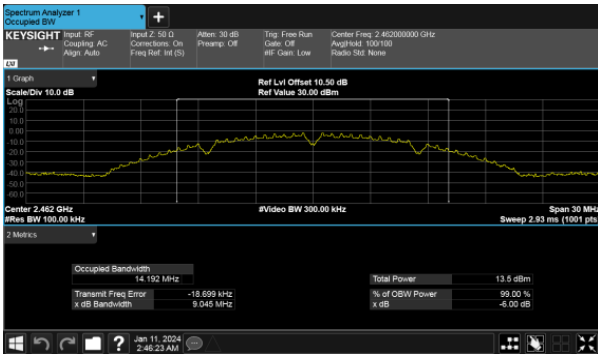 Spectrum Analyzer 1
Occupied BW
+
KEYSIGHT Input: RF Input Z: 50 Ω Atten: 30 dB Trig: Free Run Center Freq: 2.462000000 GHz
Coupling: AC Corrections: On Preamp: Off Gate: Off Avg|Hold: 100/100
Align: Auto Freq Ref: Int (S) #IF Gain: Low Radio Std: None
LXI
1 Graph
Ref Lvl Offset 10.50 dB
Scale/Div 10.0 dB Ref Value 30.00 dBm
Log
20.0
10.0
0.00
-10.0
-20.0
-30.0
-40.0
-50.0
-60.0
Center 2.462 GHz #Video BW 300.00 kHz Span 30 MHz
#Res BW 100.00 kHz Sweep 2.93 ms (1001 pts
2 Metrics
Occupied Bandwidth
14.192 MHz Total Power 13.5 dBm
Transmit Freq Error -18.699 kHz % of OBW Power 99.00 %
x dB Bandwidth 9.045 MHz x dB -6.00 dB
? Jan 11, 2024
2:46:23 AM